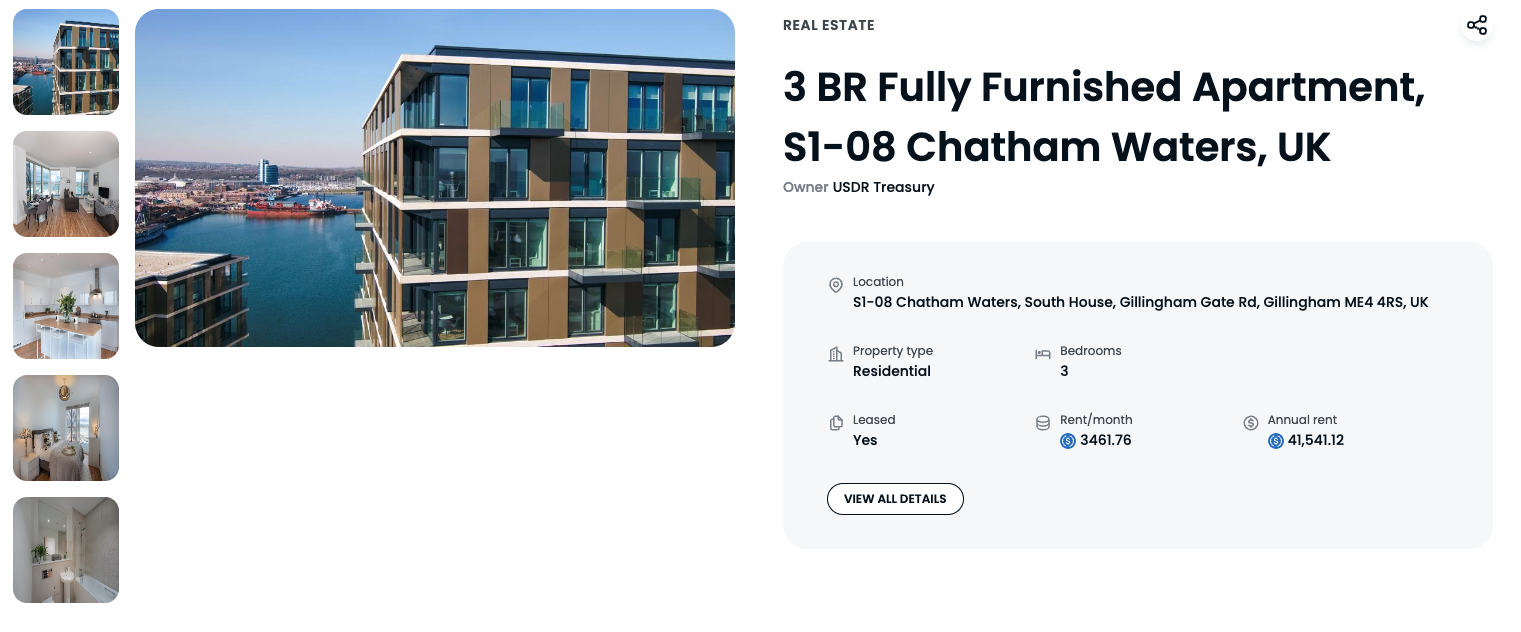 REAL ESTATE
3 BR Fully Furnished Apartment,
S1-08 Chatham Waters, UK
Owner USDR Treasury
Location
S1-08 Chatham Waters, South House, Gillingham Gate Rd, Gillingham ME4 4RS, UK
Property type
Residential
Bedrooms
3
Leased
Yes
Rent/month
3461.76
Annual rent
41,541.12
VIEW ALL DETAILS